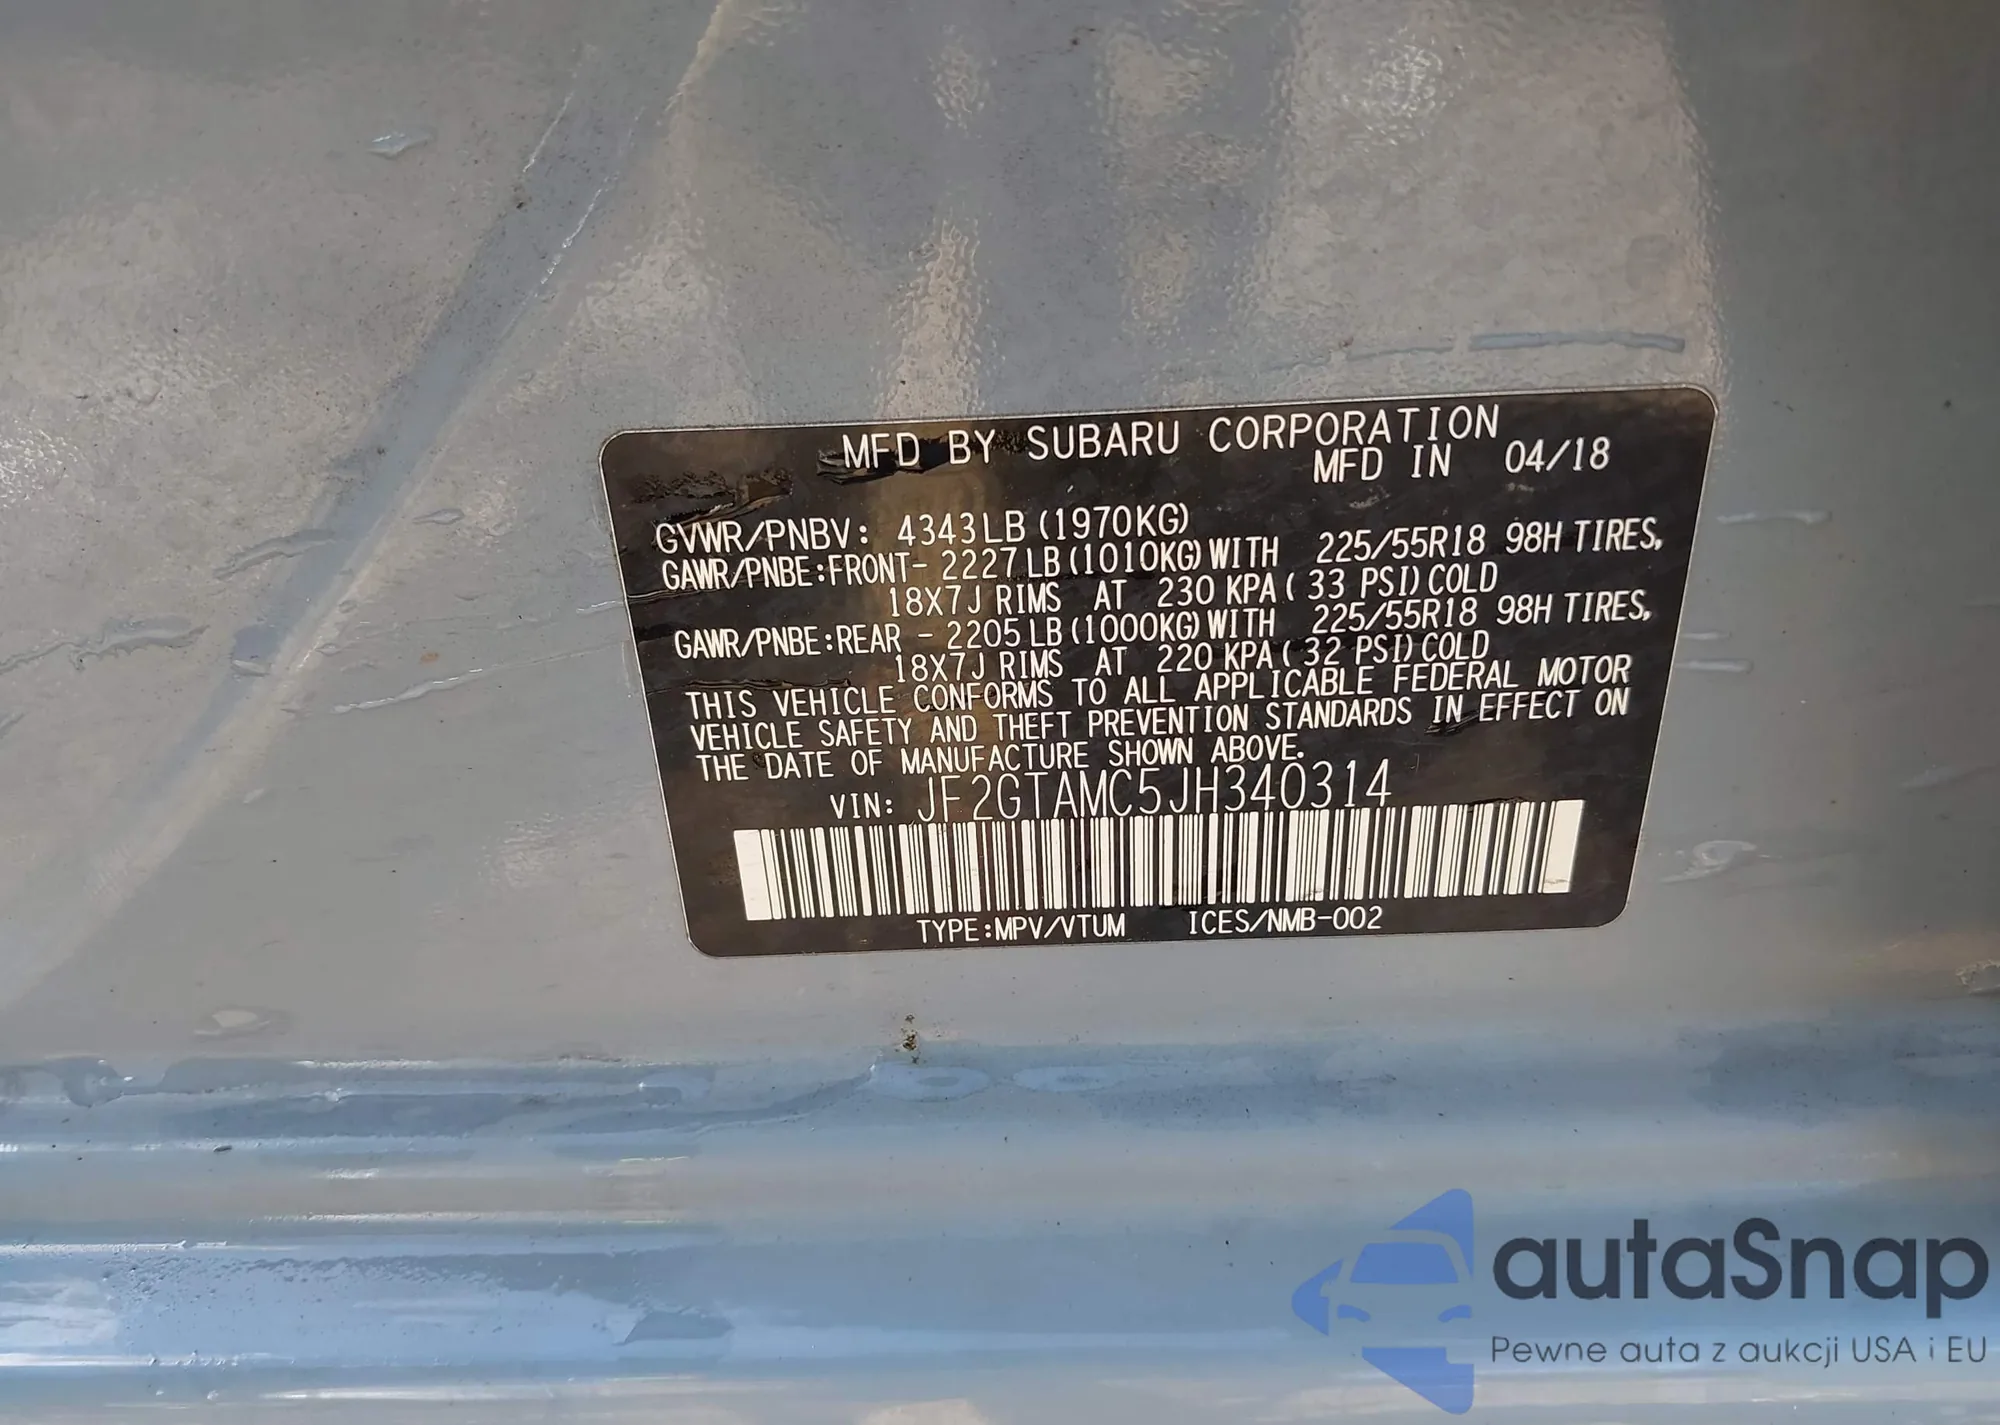 MFD BY SUBARU CORPORATION
MFD IN 04/18
GVWR/PNBV: 4343LB (1970KG)
GAWR/PNBE:FRONT- 2227LB(1010KG)WITH 225/55R18 98H TIRES,
18X7J RIMS AT 230 KPA( 33 PSI)COLD
GAWR/PNBE:REAR - 2205LB(1000KG)WITH 225/55R18 98H TIRES,
18X7J RIMS AT 220 KPA( 32 PSI)COLD
THIS VEHICLE CONFORMS TO ALL APPLICABLE FEDERAL MOTOR
VEHICLE SAFETY AND THEFT PREVENTION STANDARDS IN EFFECT ON
THE DATE OF MANUFACTURE SHOWN ABOVE.
VIN: JF2GTAMC5JH340314
TYPE:MPV/VTUM ICES/NMB-002
autaSnap
Pewne auta z aukcji USA i EU